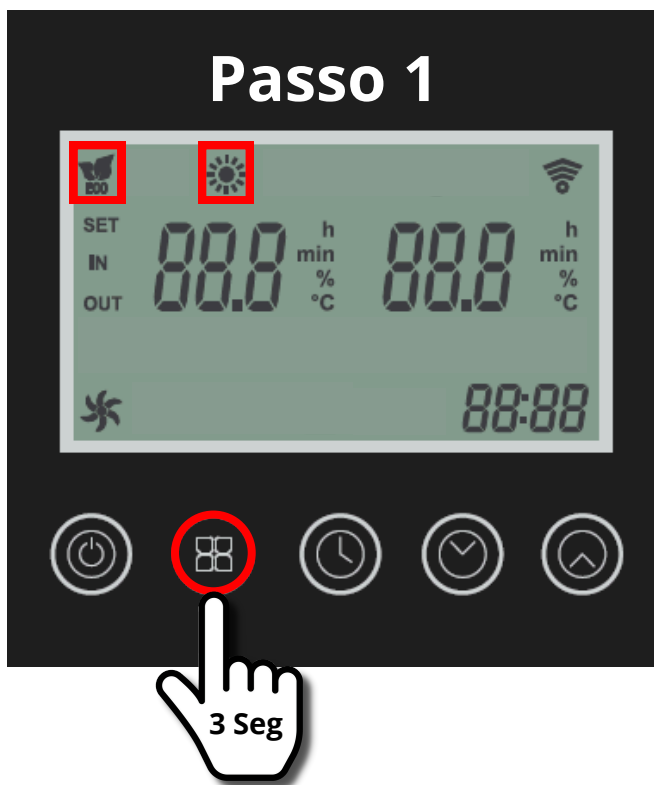 Passo 1
ECO
SET
IN
OUT
88.8
h
min
%
°C
88.8
h
min
%
°C
88:88
3 Seg